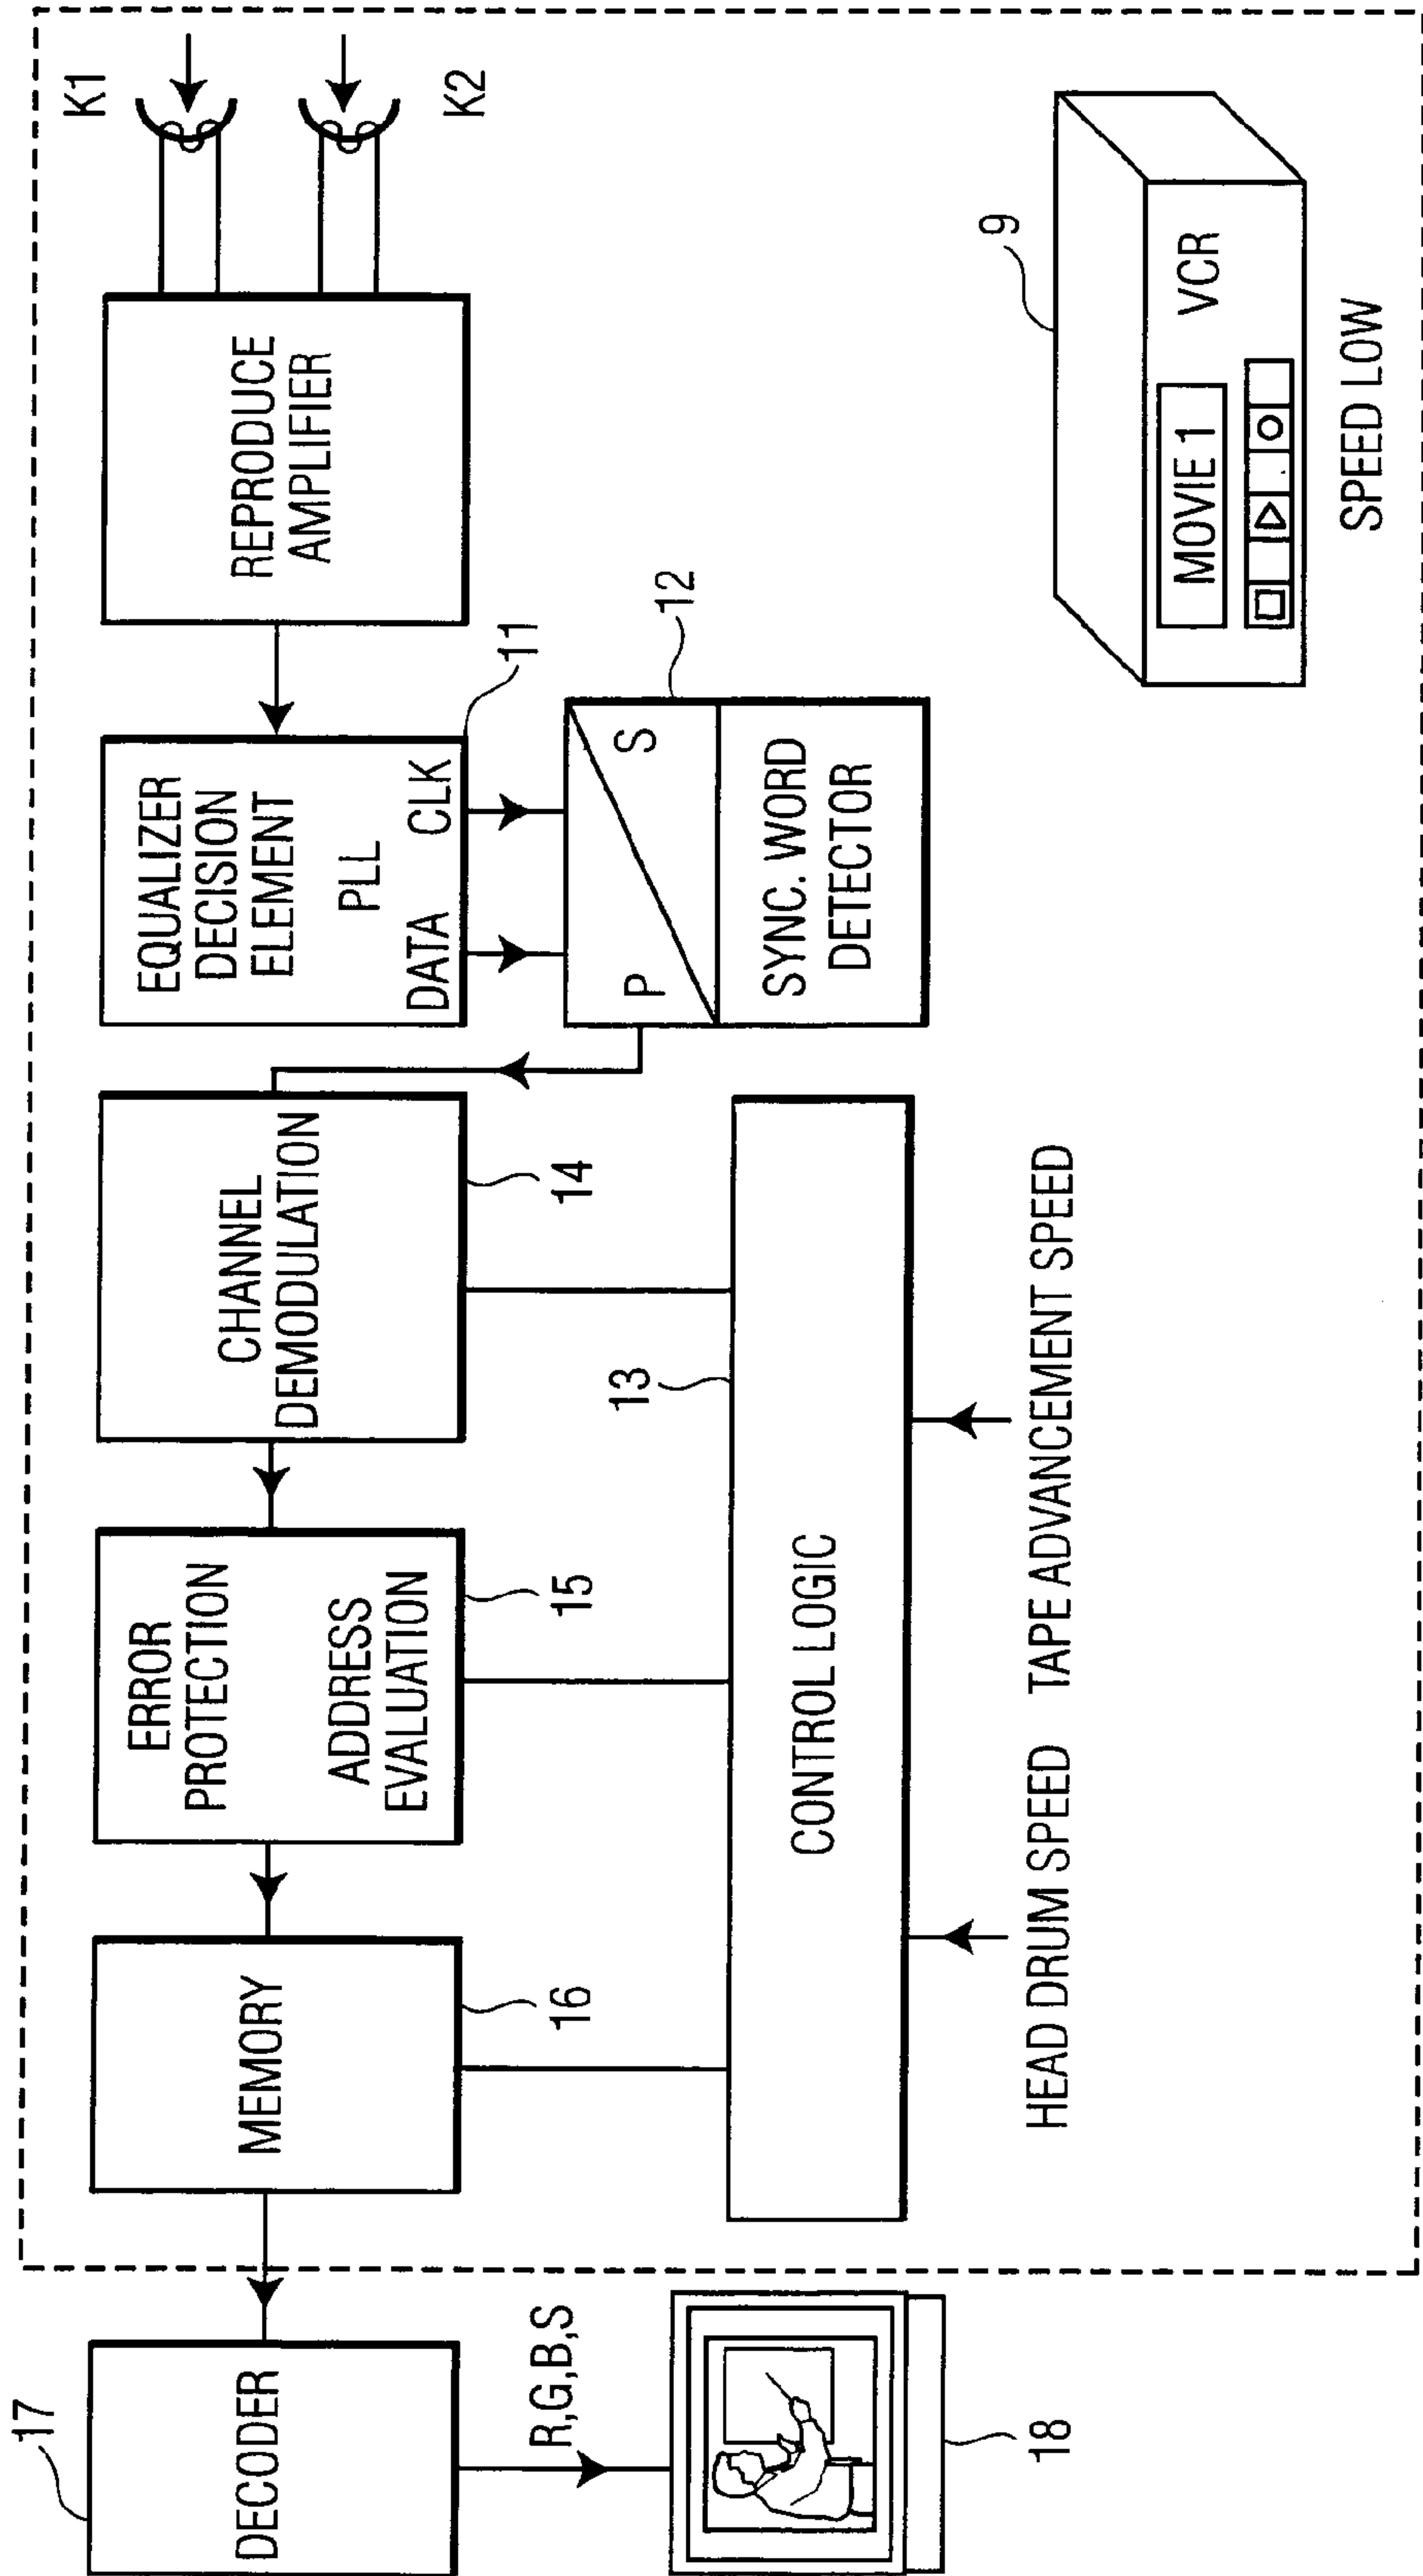 17
DECODER
R,G,B,S
18
MEMORY
16
ERROR
PROTECTION
ADDRESS
EVALUATION
15
CHANNEL
DEMODULATION
14
EQUALIZER
DECISION
ELEMENT
PLL
DATA CLK
11
REPRODUCE
AMPLIFIER
K1
K2
P S
12
SYNC. WORD
DETECTOR
13
CONTROL LOGIC
HEAD DRUM SPEED
TAPE ADVANCEMENT SPEED
9
MOVIE 1
VCR
SPEED LOW